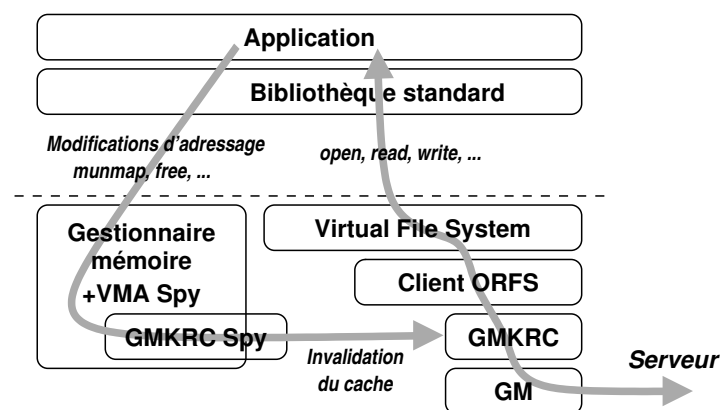 Application
Bibliothèque standard
Modifications d'adressage
munmap, free, ...
open, read, write, ...
Gestionnaire
mémoire
+VMA Spy
Virtual File System
Client ORFS
GMKRC Spy
GMKRC
Invalidation
du cache
Serveur
GM